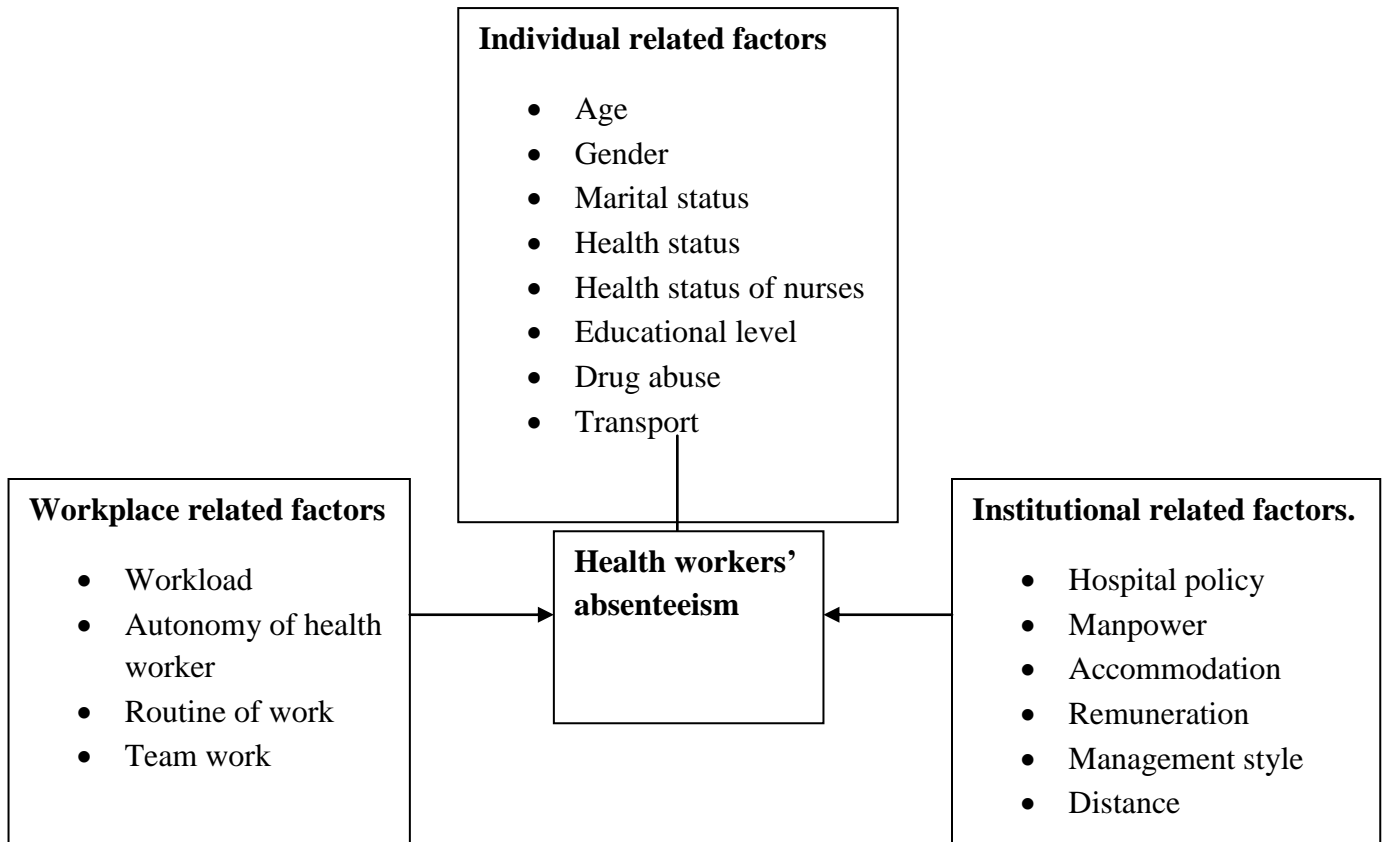 Individual related factors
• Age
• Gender
• Marital status
• Health status
• Health status of nurses
• Educational level
• Drug abuse
• Transport
Workplace related factors
• Workload
• Autonomy of health
worker
• Routine of work
• Team work
Health workers’
absenteeism
Institutional related factors.
• Hospital policy
• Manpower
• Accommodation
• Remuneration
• Management style
• Distance